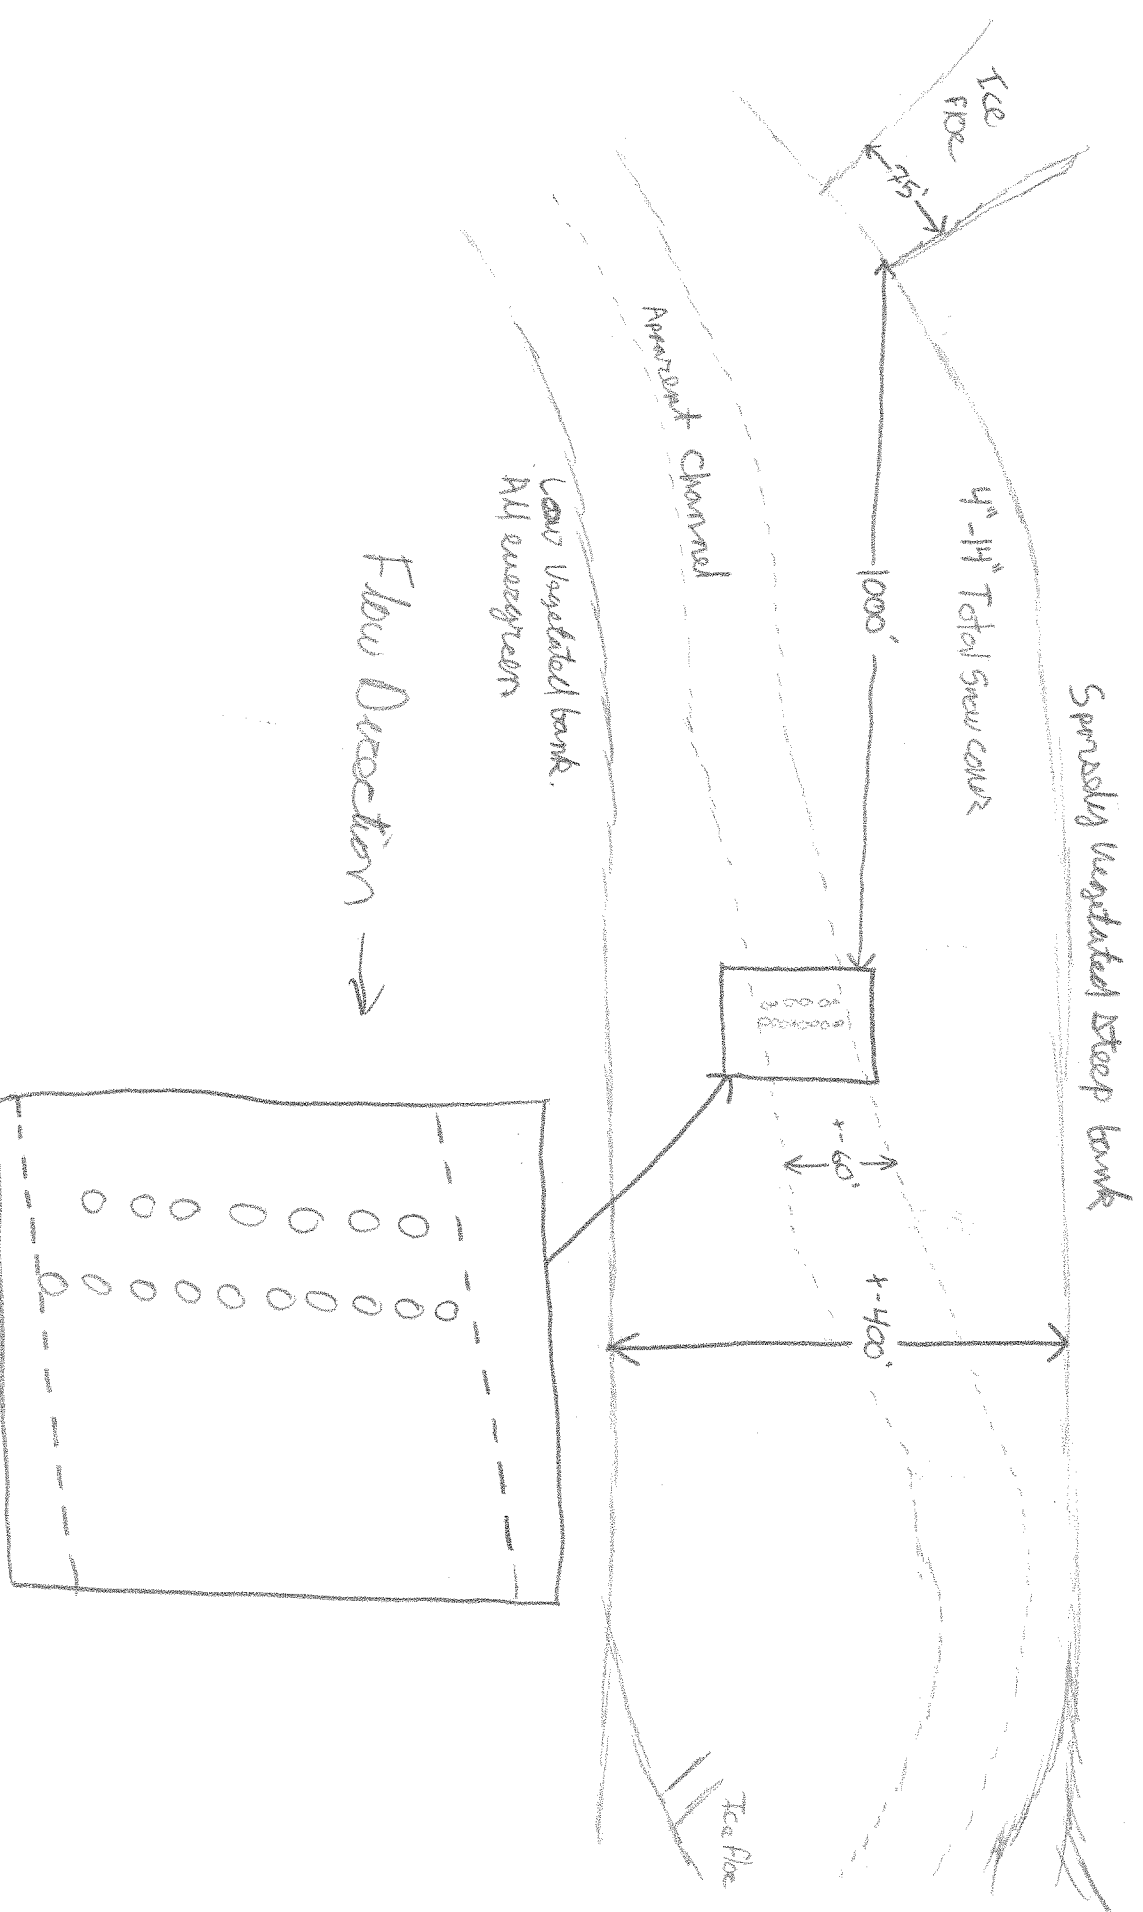 Sparsely Vegetated Steep bank
Ice
Floe
75'
4"-14" Total Snow cover
1000'
Apparent Channel
+-60'
+-400'
Low Vegetated bank.
All evergreen
Ice floe
Flow Direction